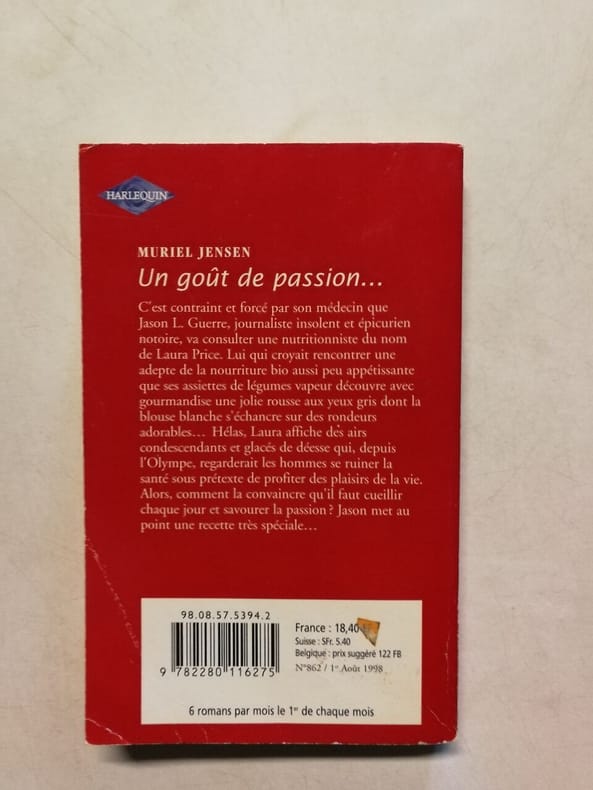 HARLEQUIN
MURIEL JENSEN
Un goût de passion...
C'est contraint et forcé par son médecin que
Jason L. Guerre, journaliste insolent et épicurien
notoire, va consulter une nutritionniste du nom
de Laura Price. Lui qui croyait rencontrer une
adepte de la nourriture bio aussi peu appétissante
que ses assiettes de légumes vapeur découvre avec
gourmandise une jolie rousse aux yeux gris dont la
blouse blanche s'échancre sur des rondeurs
adorables... Hélas, Laura affiche des airs
condescendants et glacés de déesse qui, depuis
l'Olympe, regarderait les hommes se ruiner la
santé sous prétexte de profiter des plaisirs de la vie.
Alors, comment la convaincre qu'il faut cueillir
chaque jour et savourer la passion ? Jason met au
point une recette très spéciale...
98.08.57.5394.2
9 782280 116275
France : 18,40
Suisse : SFr. 5.40
Belgique : prix suggéré 122 FB
N°862 / 1er Août 1998
6 romans par mois le 1er de chaque mois